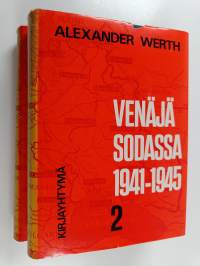 ALEXANDER WERTH
VENÄJÄ
SODASSA
1941-1945
2
KIRJAYHTYMÄ